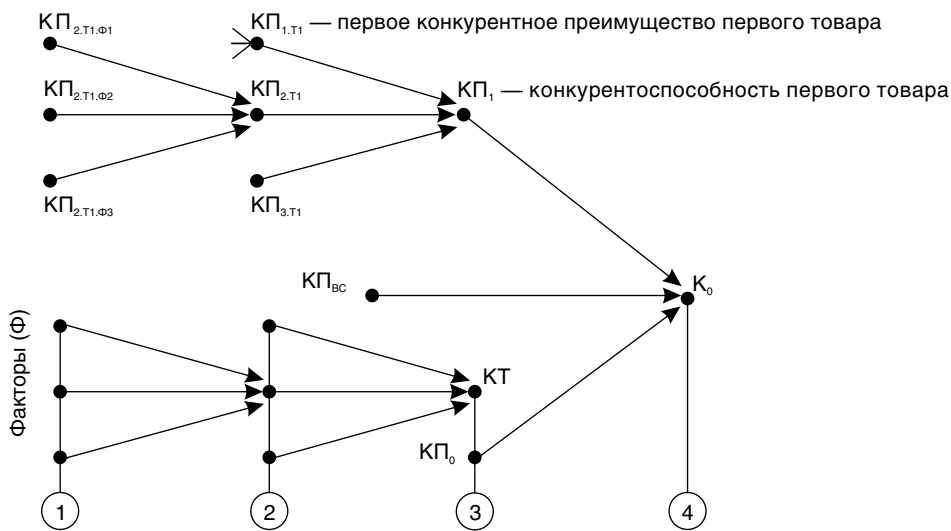 КП2.Т1.Ф1
КП1.Т1 — первое конкурентное преимущество первого товара
КП2.Т1.Ф2
КП2.Т1
КП1 — конкурентоспособность первого товара
КП2.Т1.Ф3
КП3.Т1
КПВС
К0
Факторы (Ф)
КТ
КП0
1
2
3
4